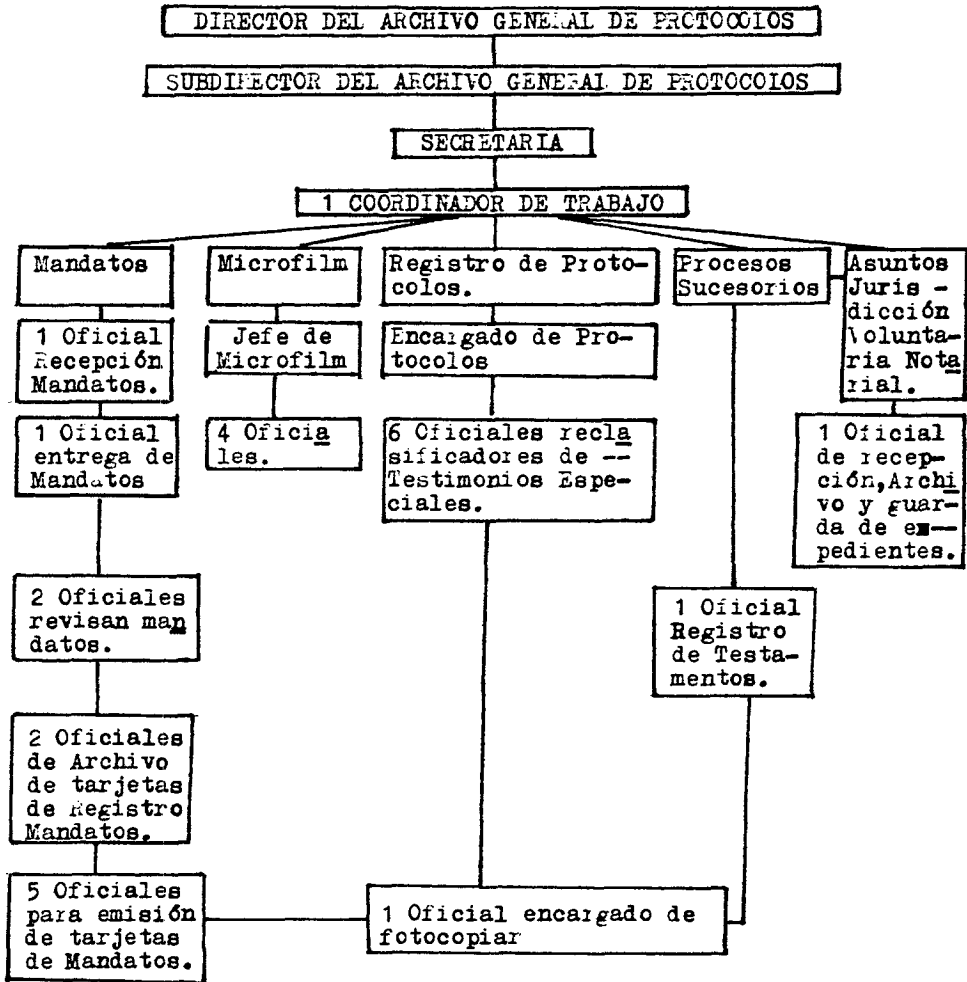 DIRECTOR DEL ARCHIVO GENERAL DE PROTOCOLOS
SUBDIRECTOR DEL ARCHIVO GENERAL DE PROTOCOLOS
SECRETARIA
1 COORDINADOR DE TRABAJO
Mandatos
1 Oficial
Recepción
Mandatos.
1 Oficial
entrega de
Mandatos
2 Oficiales
revisan man
datos.
2 Oficiales
de Archivo
de tarjetas
de Registro
Mandatos.
5 Oficiales
para emisión
de tarjetas
de Mandatos.
Microfilm
Jefe de
Microfilm
4 Oficia
les.
Registro de Proto-
colos.
Encargado de Pro-
tocolos
6 Oficiales recla
sificadores de --
Testimonios Espe-
ciales.
1 Oficial encargado de
fotocopiar
Procesos
Sucesorios
1 Oficial
Registro
de Testa-
mentos.
Asuntos
Juris -
dicción
Volunta-
ria Nota
rial.
1 Oficial
de recep-
ción,Archi
vo y guar-
da de ex--
pedientes.